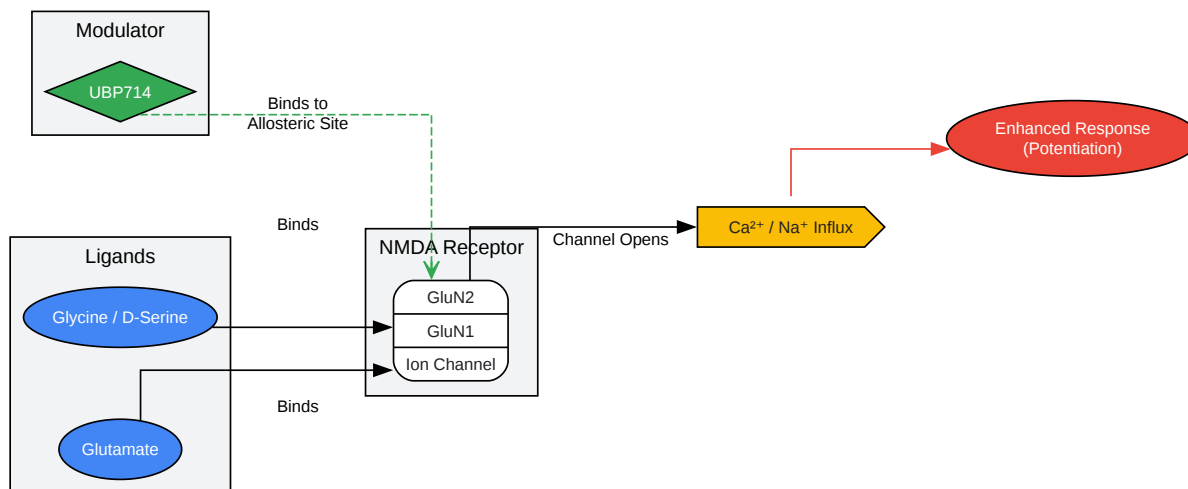 Modulator
UBP714
Binds to
Allosteric Site
Enhanced Response
(Potentiation)
Binds
Channel Opens
Ca²⁺ / Na⁺ Influx
NMDA Receptor
Ligands
GluN2
Glycine / D-Serine
GluN1
Ion Channel
Binds
Glutamate